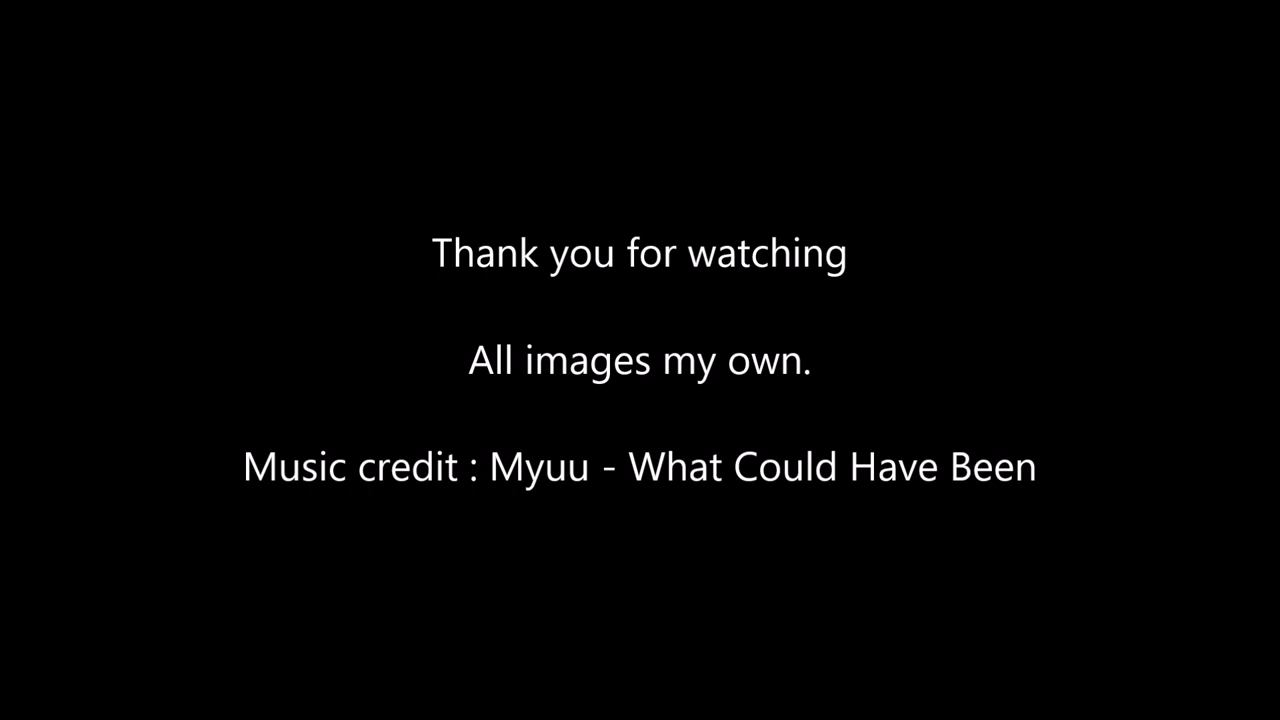 Thank you for watching
All images my own.
Music credit : Myuu - What Could Have Been